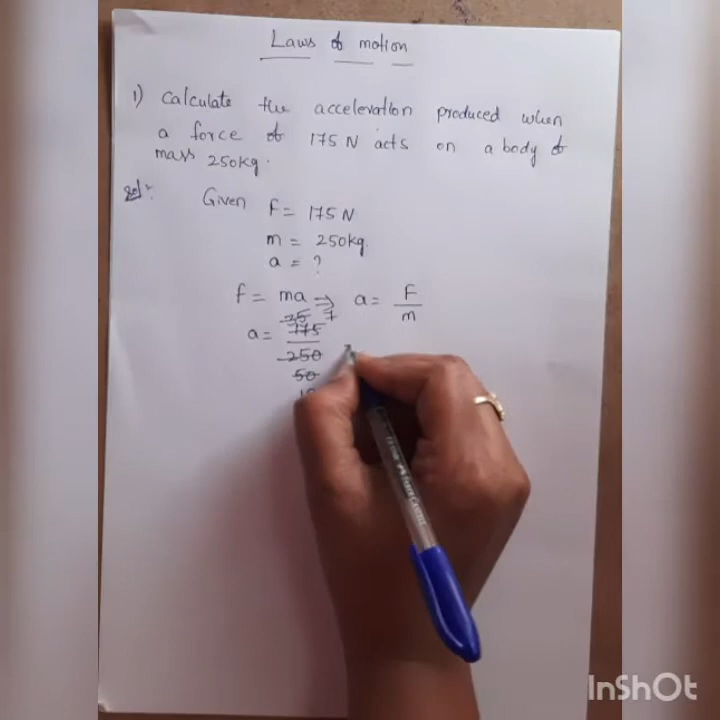 Laws of motion
1) Calculate the acceleration produced when
a force of 175 N acts on a body of
mass 250kg.
Sol:
Given F = 175 N
m = 250kg.
a = ?
F = ma ⇒ a = F/m
35 7
a = 175
250
50
10
InShOt